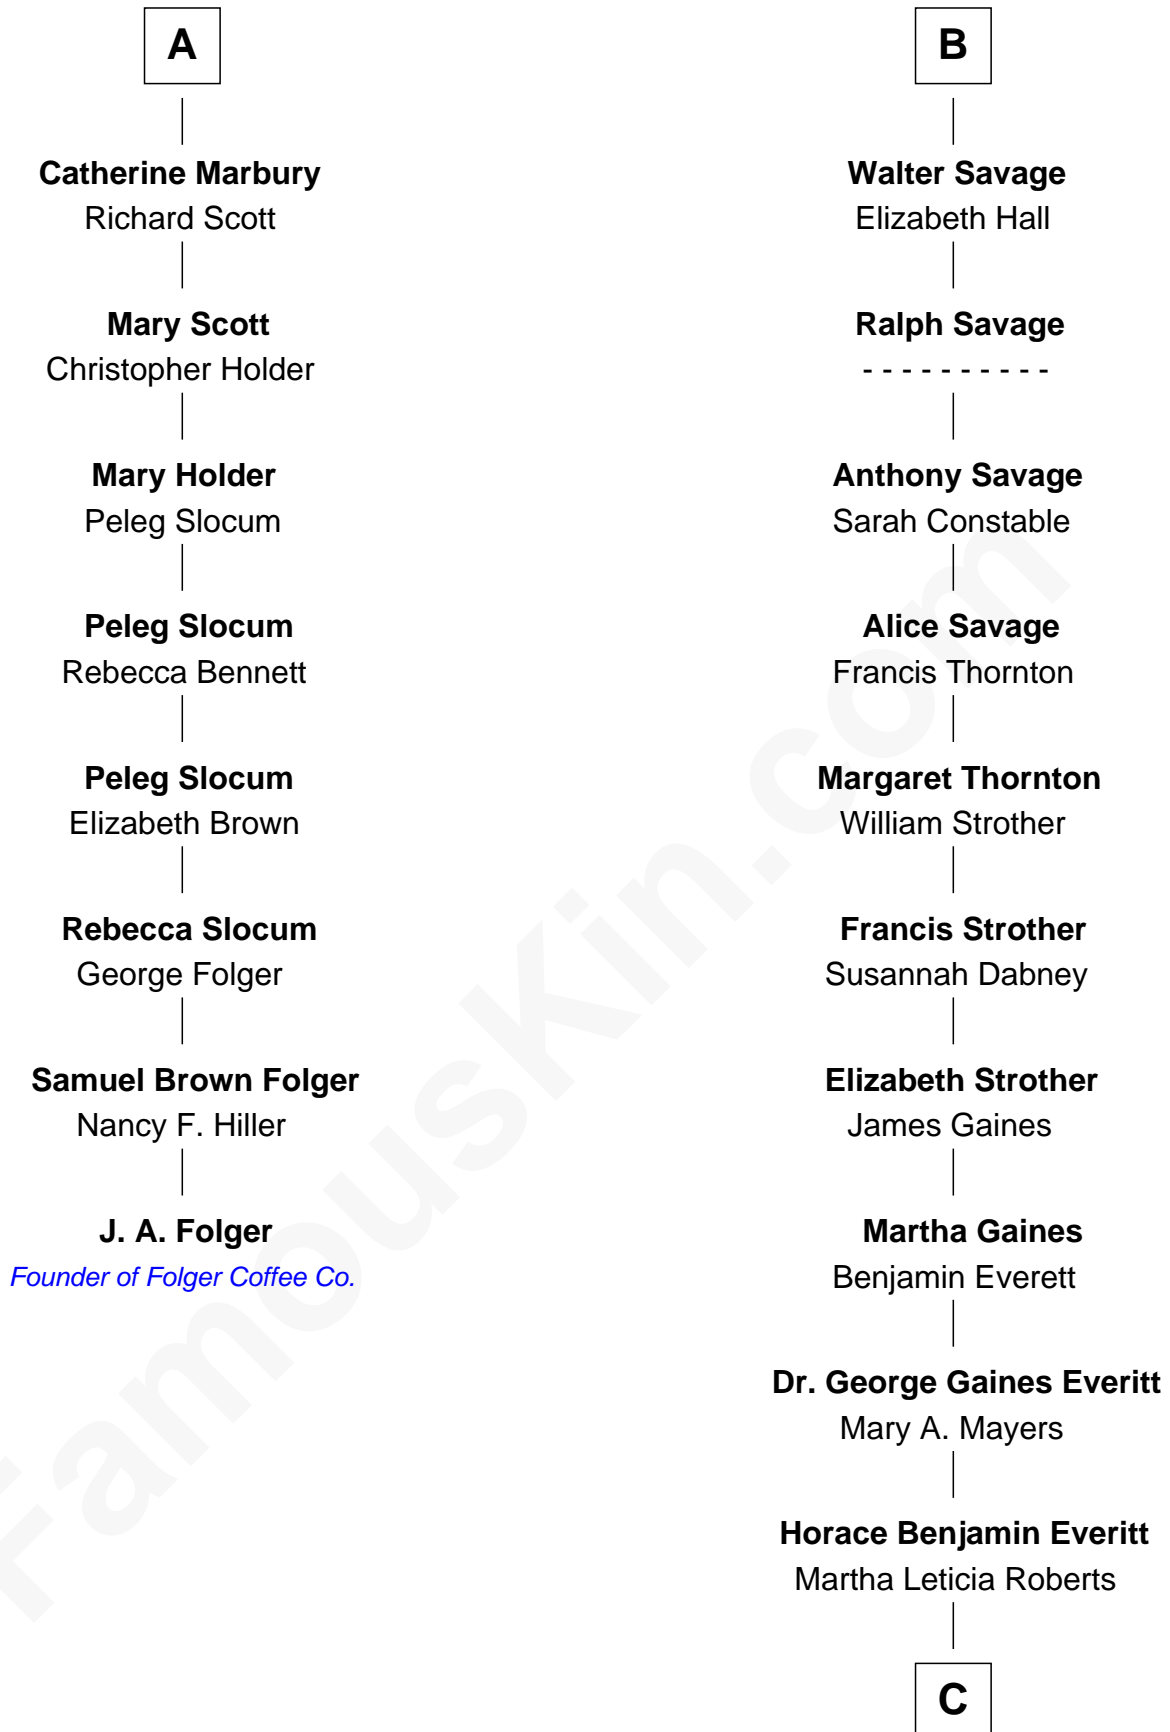 A
Catherine Marbury
Richard Scott
Mary Scott
Christopher Holder
Mary Holder
Peleg Slocum
Peleg Slocum
Rebecca Bennett
Peleg Slocum
Elizabeth Brown
Rebecca Slocum
George Folger
Samuel Brown Folger
Nancy F. Hiller
J. A. Folger
Founder of Folger Coffee Co.
B
Walter Savage
Elizabeth Hall
Ralph Savage
- - - - - - - - - -
Anthony Savage
Sarah Constable
Alice Savage
Francis Thornton
Margaret Thornton
William Strother
Francis Strother
Susannah Dabney
Elizabeth Strother
James Gaines
Martha Gaines
Benjamin Everett
Dr. George Gaines Everitt
Mary A. Mayers
Horace Benjamin Everitt
Martha Leticia Roberts
C
FamousKin.com